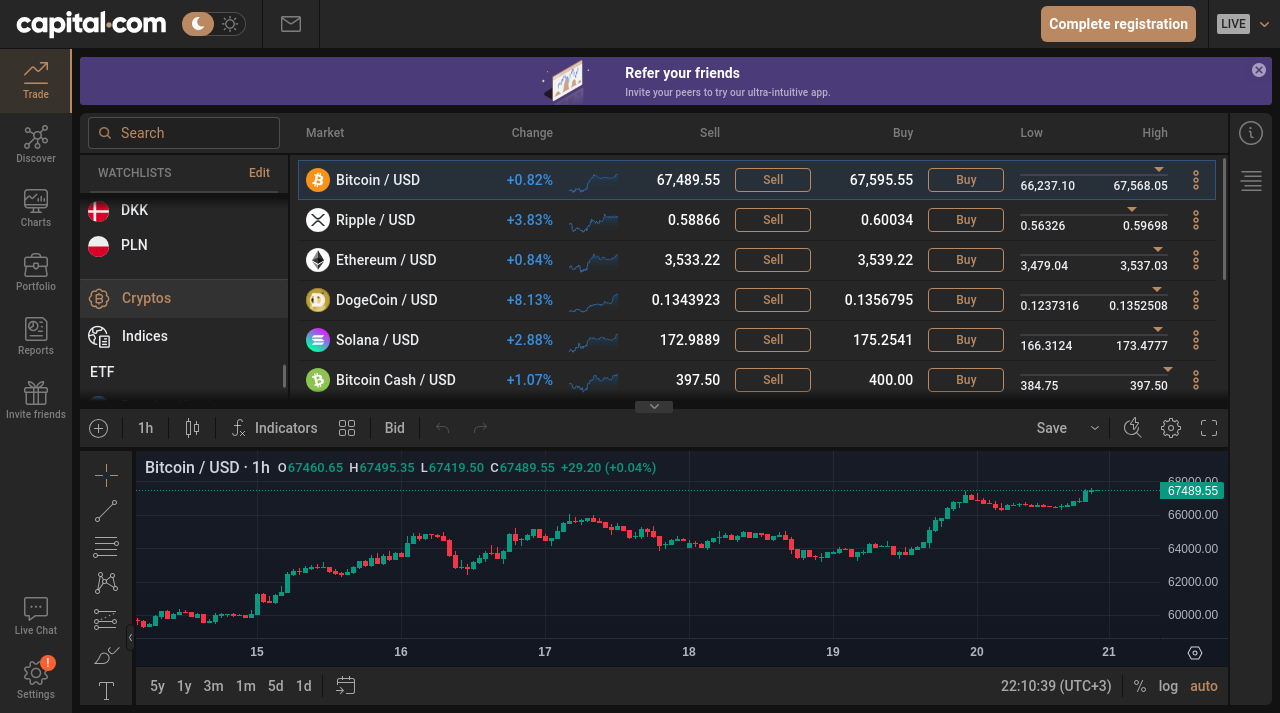 capital.com
Complete registration
LIVE
Trade
Discover
Charts
Portfolio
Reports
Invite friends
Live Chat
!
Settings
Refer your friends
Invite your peers to try our ultra-intuitive app.
Search
WATCHLISTS Edit
DKK
PLN
Cryptos
Indices
ETF
Market Change Sell Buy Low High
Bitcoin / USD +0.82% 67,489.55 Sell 67,595.55 Buy 66,237.10 67,568.05
Ripple / USD +3.83% 0.58866 Sell 0.60034 Buy 0.56326 0.59698
Ethereum / USD +0.84% 3,533.22 Sell 3,539.22 Buy 3,479.04 3,537.03
DogeCoin / USD +8.13% 0.1343923 Sell 0.1356795 Buy 0.1237316 0.1352508
Solana / USD +2.88% 172.9889 Sell 175.2541 Buy 166.3124 173.4777
Bitcoin Cash / USD +1.07% 397.50 Sell 400.00 Buy 384.75 397.50
1h Indicators Bid Save
Bitcoin / USD · 1h O67460.65 H67495.35 L67419.50 C67489.55 +29.20 (+0.04%)
68000.00
67489.55
66000.00
64000.00
62000.00
60000.00
15 16 17 18 19 20 21
5y 1y 3m 1m 5d 1d 22:10:39 (UTC+3) % log auto